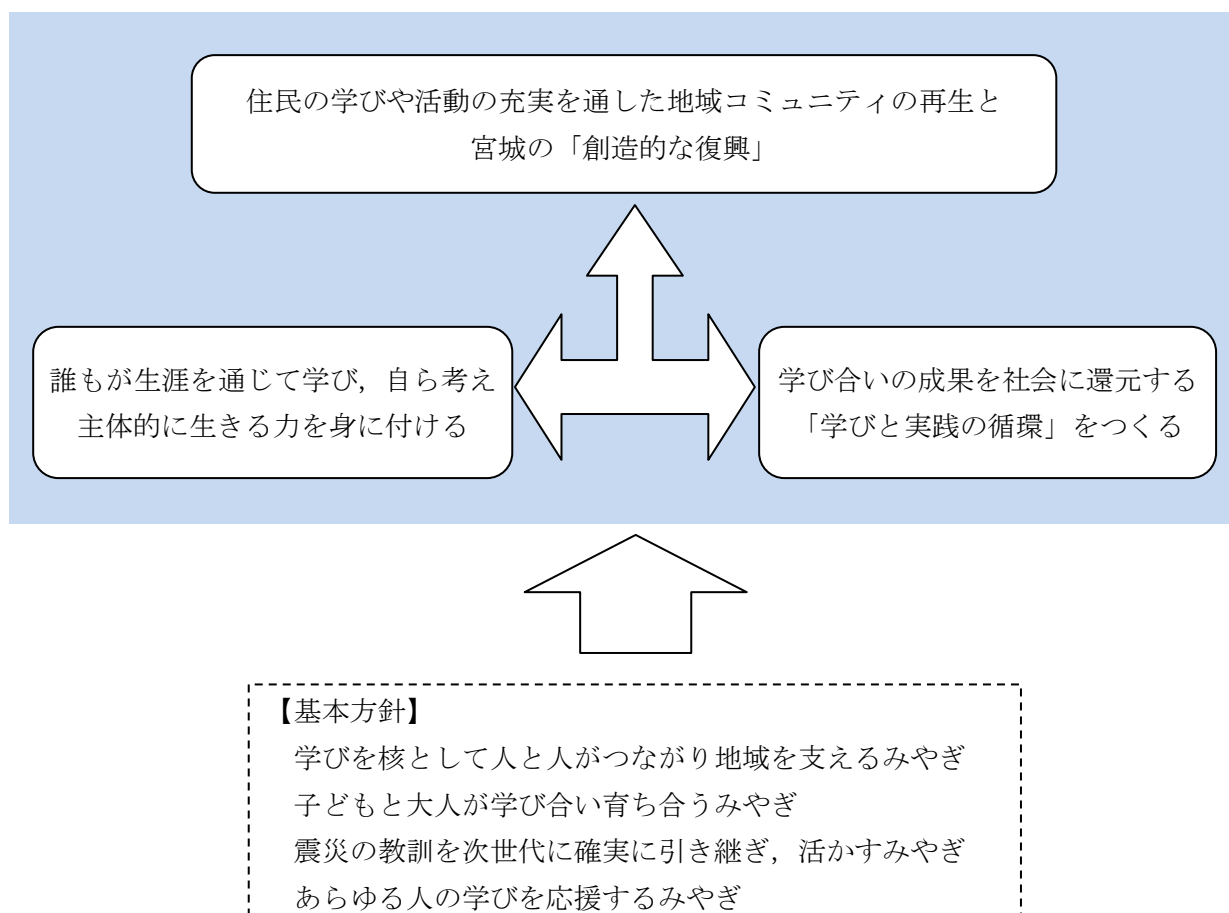 住民の学びや活動の充実を通した地域コミュニティの再生と
宮城の「創造的な復興」
誰もが生涯を通じて学び，自ら考え
主体的に生きる力を身に付ける
学び合いの成果を社会に還元する
「学びと実践の循環」をつくる
【基本方針】
学びを核として人と人がつながり地域を支えるみやぎ
子どもと大人が学び合い育ち合うみやぎ
震災の教訓を次世代に確実に引き継ぎ，活かすみやぎ
あらゆる人の学びを応援するみやぎ